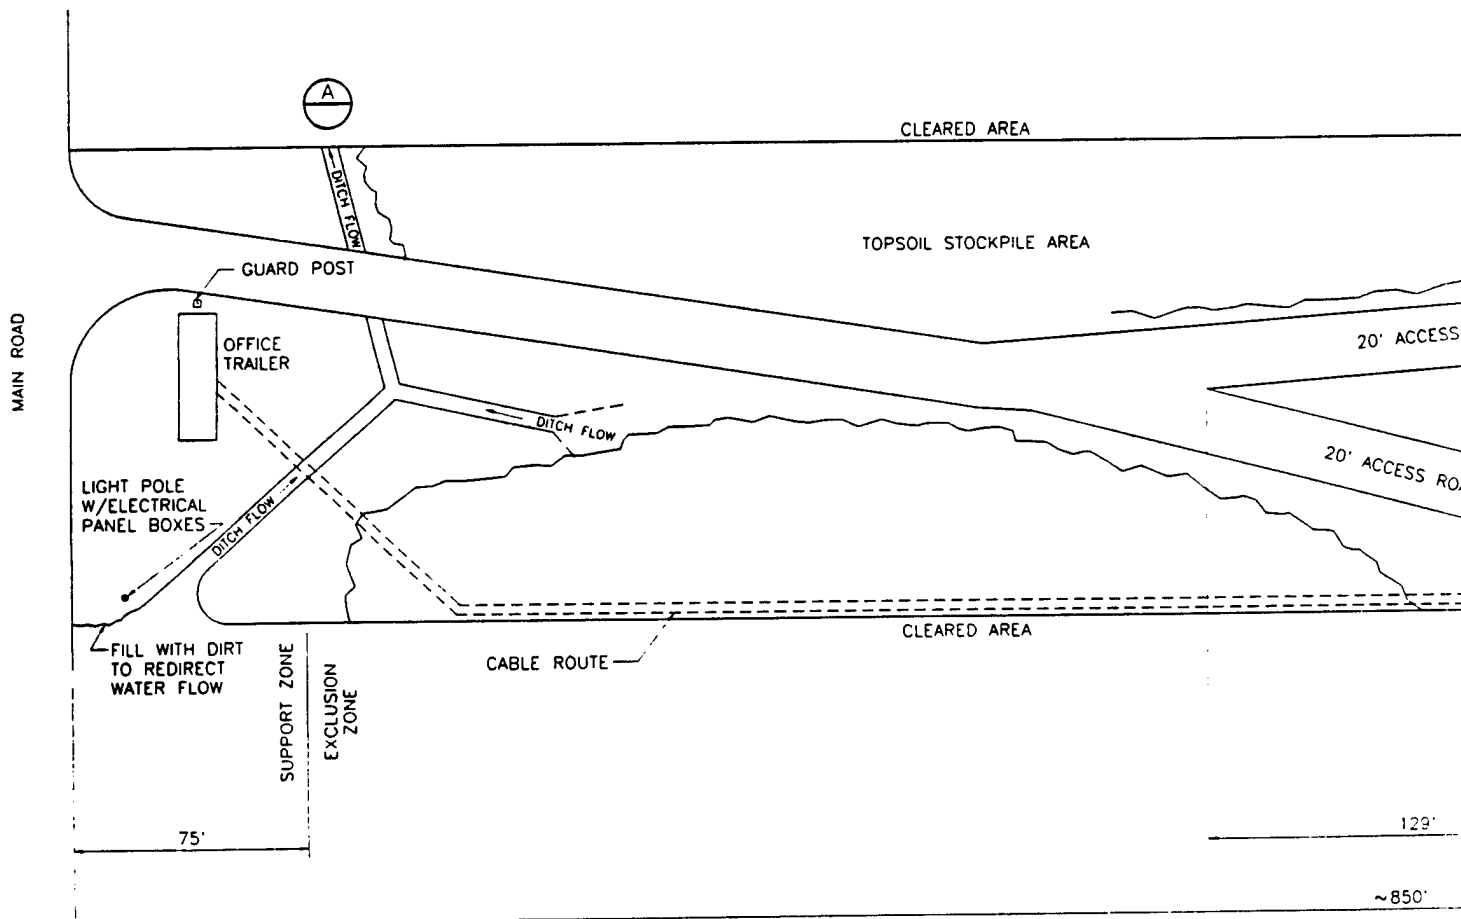 A
CLEARED AREA
DITCH FLOW
TOPSOIL STOCKPILE AREA
GUARD POST
MAIN ROAD
OFFICE
TRAILER
20' ACCESS
DITCH FLOW
20' ACCESS
LIGHT POLE
W/ELECTRICAL
PANEL BOXES
DITCH FLOW
CLEARED AREA
FILL WITH DIRT
TO REDIRECT
WATER FLOW
CABLE ROUTE
SUPPORT ZONE
EXCLUSION
ZONE
75'
129'
~850'